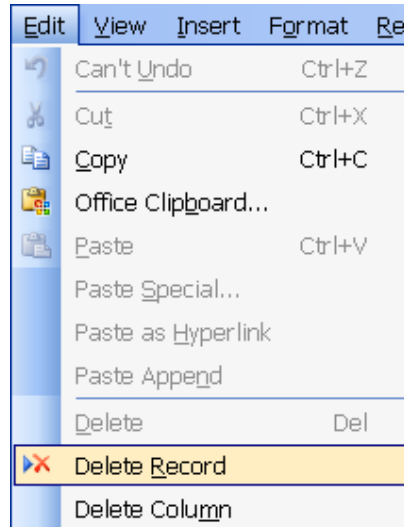 Edit View Insert Format Re
Can't Undo Ctrl+Z
Cut Ctrl+X
Copy Ctrl+C
Office Clipboard...
Paste Ctrl+V
Paste Special...
Paste as Hyperlink
Paste Append
Delete Del
Delete Record
Delete Column